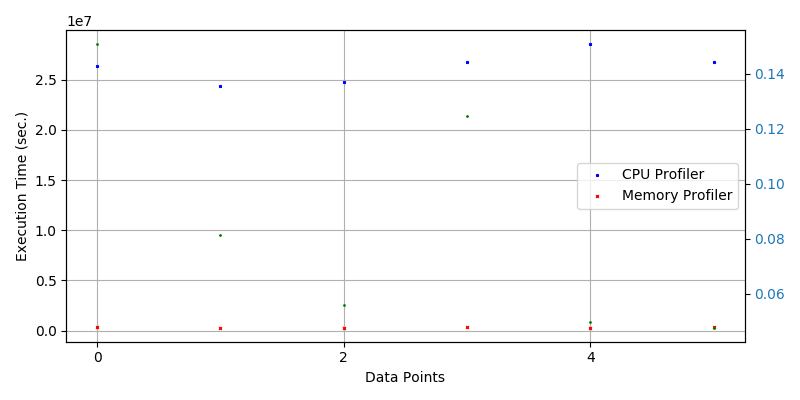 1e7
2.5
2.0
1.5
1.0
0.5
0.0
Execution Time (sec.)
0.14
0.12
0.10
0.08
0.06
CPU Profiler
Memory Profiler
0
2
4
Data Points